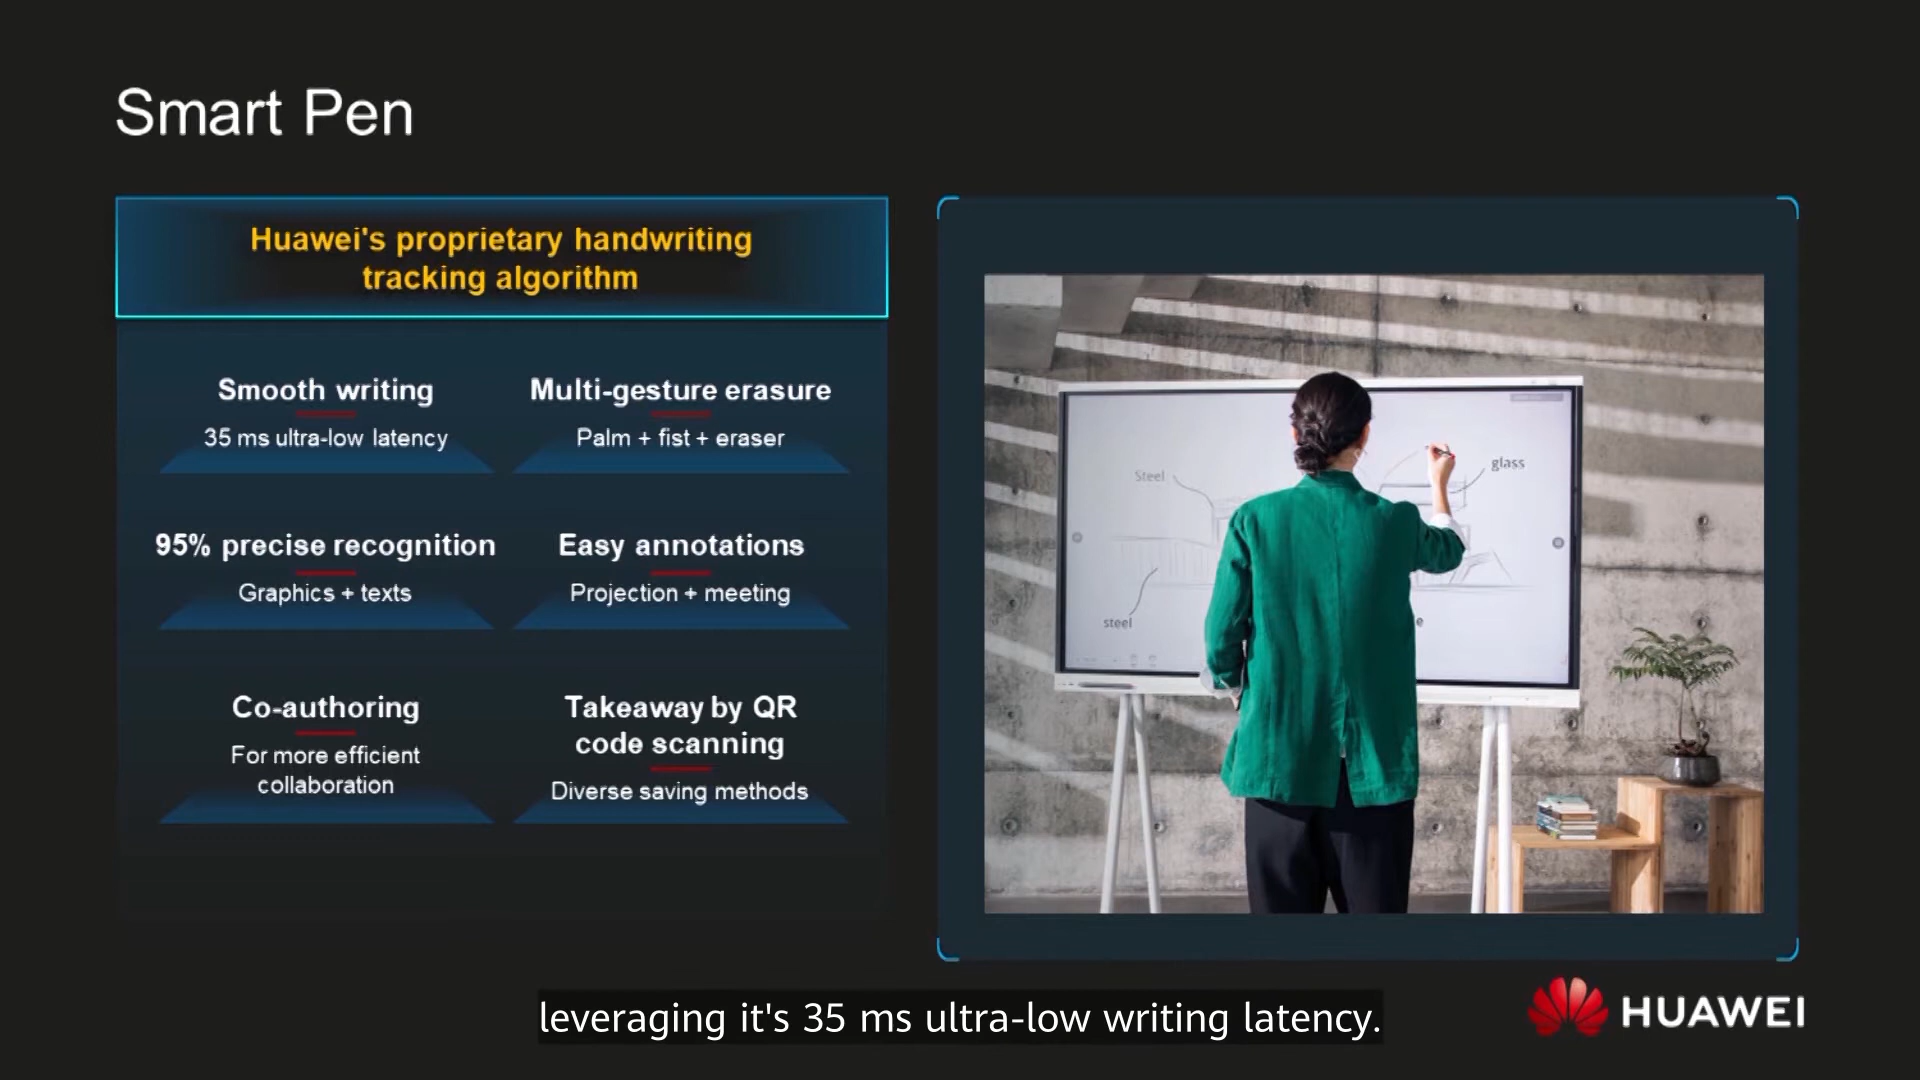 Smart Pen
Huawei's proprietary handwriting
tracking algorithm
Smooth writing
35 ms ultra-low latency
Multi-gesture erasure
Palm + fist + eraser
95% precise recognition
Graphics + texts
Easy annotations
Projection + meeting
Co-authoring
For more efficient
collaboration
Takeaway by QR
code scanning
Diverse saving methods
Steel
glass
steel
e
leveraging it's 35 ms ultra-low writing latency.
HUAWEI